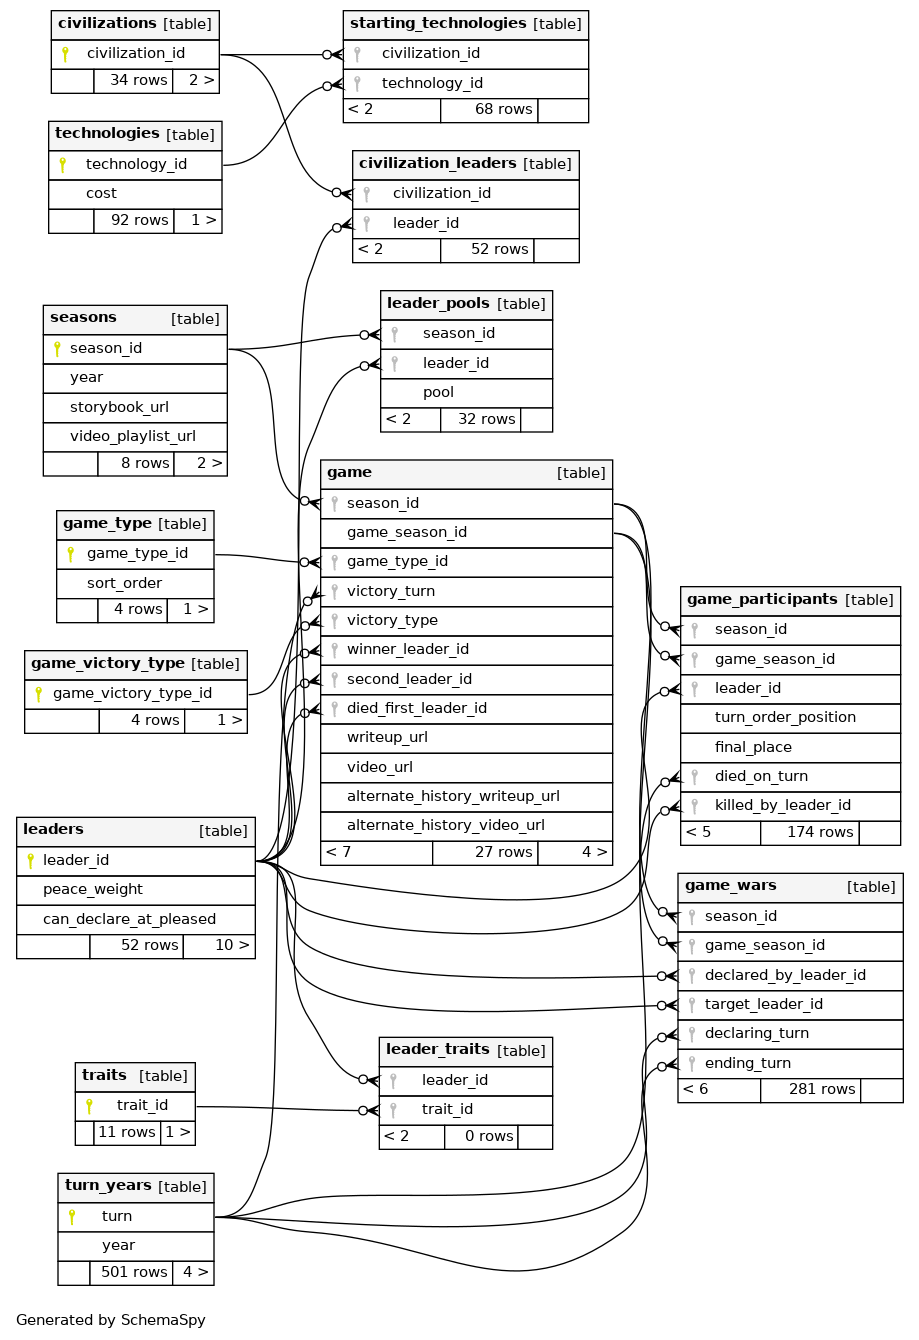 civilizations [table]
civilization_id
34 rows 2 >
starting_technologies [table]
civilization_id
technology_id
< 2 68 rows
technologies [table]
technology_id
cost
92 rows 1 >
civilization_leaders [table]
civilization_id
leader_id
< 2 52 rows
leader_pools [table]
season_id
leader_id
pool
< 2 32 rows
seasons [table]
season_id
year
storybook_url
video_playlist_url
8 rows 2 >
game [table]
season_id
game_season_id
game_type_id
victory_turn
victory_type
winner_leader_id
second_leader_id
died_first_leader_id
writeup_url
video_url
alternate_history_writeup_url
alternate_history_video_url
< 7 27 rows 4 >
game_type [table]
game_type_id
sort_order
4 rows 1 >
game_victory_type [table]
game_victory_type_id
4 rows 1 >
game_participants [table]
season_id
game_season_id
leader_id
turn_order_position
final_place
died_on_turn
killed_by_leader_id
< 5 174 rows
leaders [table]
leader_id
peace_weight
can_declare_at_pleased
52 rows 10 >
game_wars [table]
season_id
game_season_id
declared_by_leader_id
target_leader_id
declaring_turn
ending_turn
< 6 281 rows
leader_traits [table]
leader_id
trait_id
< 2 0 rows
traits [table]
trait_id
11 rows 1 >
turn_years [table]
turn
year
501 rows 4 >
Generated by SchemaSpy